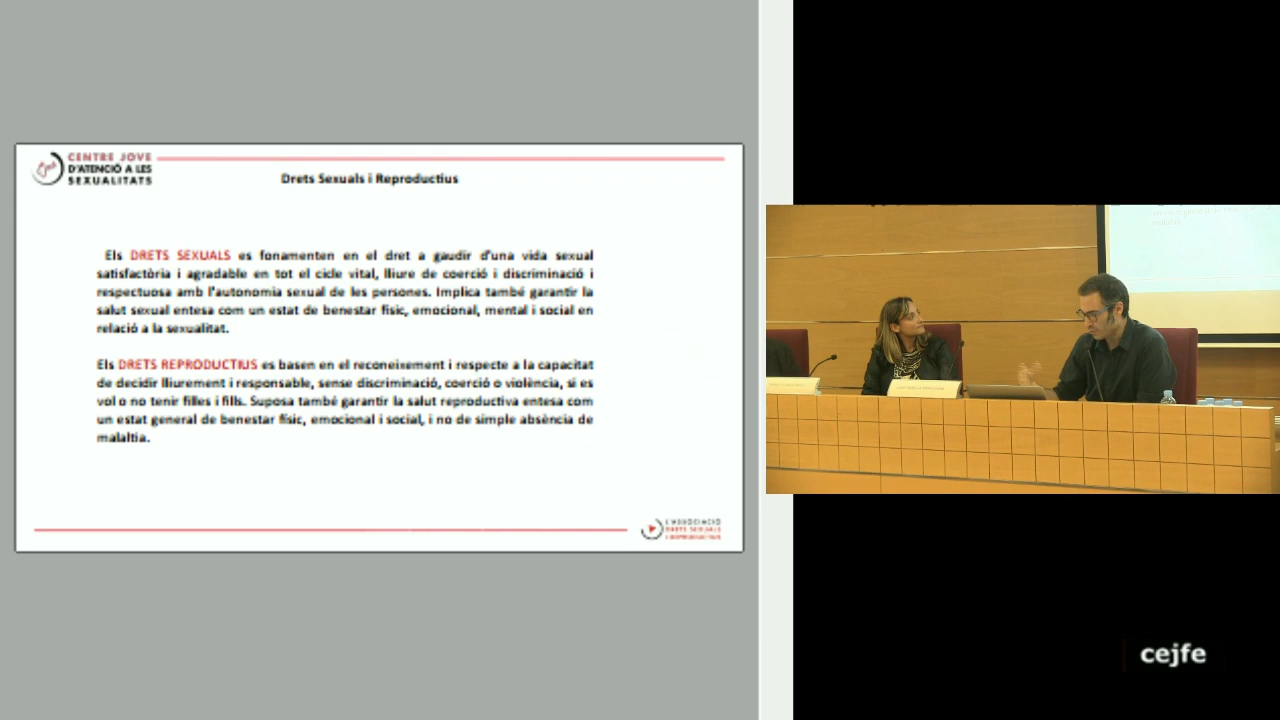 CENTRE JOVE
D'ATENCIÓ A LES
SEXUALITATS
Drets Sexuals i Reproductius
Els DRETS SEXUALS es fonamenten en el dret a gaudir d'una vida sexual
satisfactòria i agradable en tot el cicle vital, lliure de coerció i discriminació i
respectuosa amb l'autonomia sexual de les persones. Implica també garantir la
salut sexual entesa com un estat de benestar físic, emocional, mental i social en
relació a la sexualitat.
Els DRETS REPRODUCTIUS es basen en el reconeixement i respecte a la capacitat
de decidir lliurement i responsable, sense discriminació, coerció o violència, si es
vol o no tenir filles i fills. Suposa també garantir la salut reproductiva entesa com
un estat general de benestar físic, emocional i social, i no de simple absència de
malaltia.
L'ASSOCIACIÓ
DRETS SEXUALS
I REPRODUCTIUS
cejfe